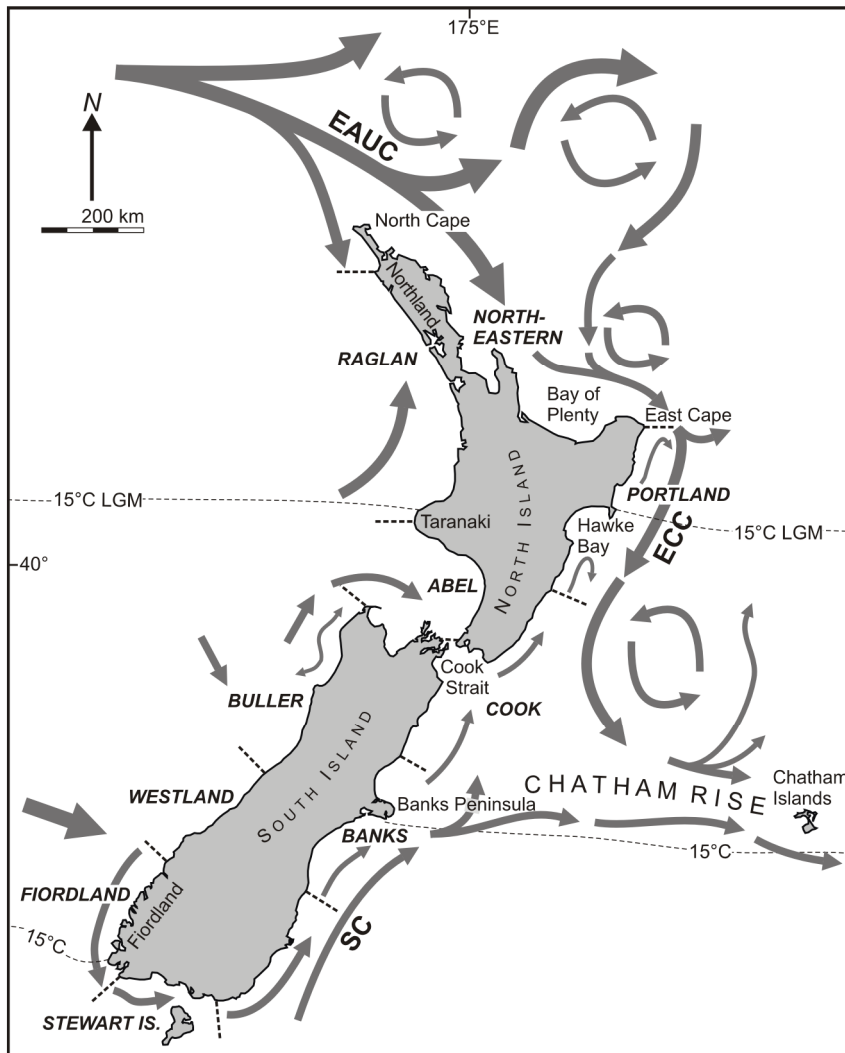 175°E
N
EAUC
200 km
North Cape
Northland
NORTH-
EASTERN
RAGLAN
Bay of
Plenty
East Cape
15°C LGM
Taranaki
NORTH ISLAND
PORTLAND
Hawke
Bay
ECC
15°C LGM
40°
ABEL
Cook
Strait
BULLER
COOK
SOUTH ISLAND
WESTLAND
CHATHAM RISE
Chatham
Islands
Banks Peninsula
BANKS
15°C
FIORDLAND
Fiordland
SC
15°C
STEWART IS.